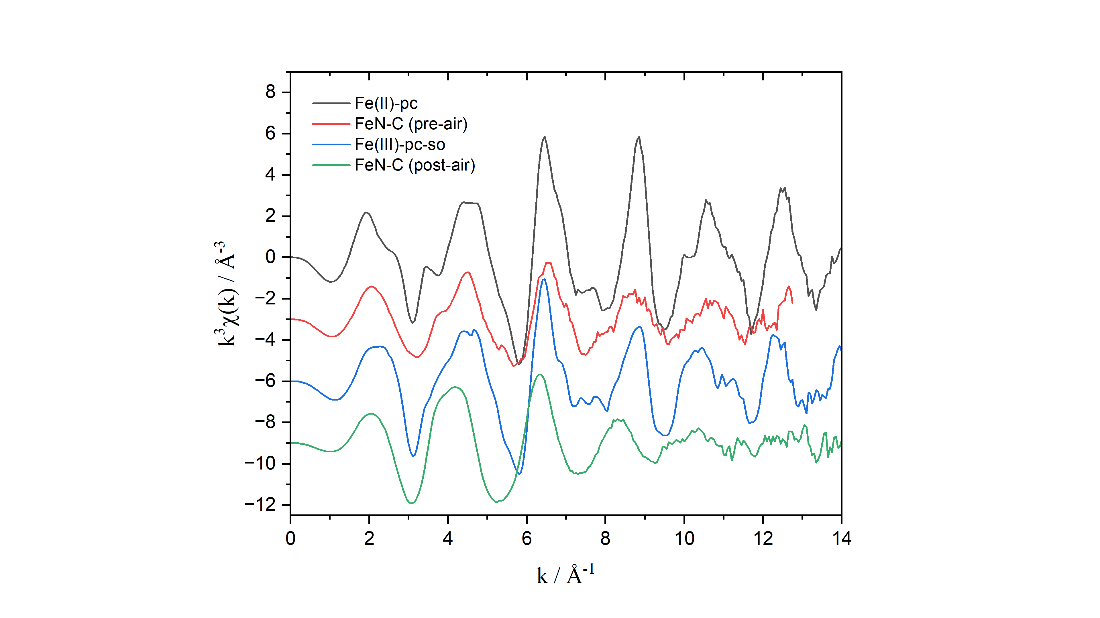 Fe(II)-pc
FeN-C (pre-air)
Fe(III)-pc-so
FeN-C (post-air)
8
6
4
2
0
−2
−4
−6
−8
−10
−12
k³χ(k) / Å⁻³
0 2 4 6 8 10 12 14
k / Å⁻¹